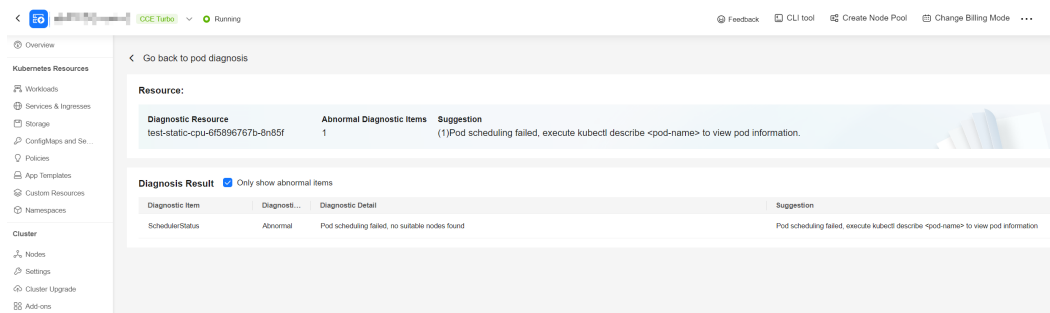 CCE Turbo
Running
Feedback
CLI tool
Create Node Pool
Change Billing Mode
Overview
Kubernetes Resources
Workloads
Services & Ingresses
Storage
ConfigMaps and Se...
Policies
App Templates
Custom Resources
Namespaces
Cluster
Nodes
Settings
Cluster Upgrade
Add-ons
Go back to pod diagnosis
Resource:
Diagnostic Resource Abnormal Diagnostic Items Suggestion
test-static-cpu-6f5896767b-8n85f 1 (1)Pod scheduling failed, execute kubectl describe <pod-name> to view pod information.
Diagnosis Result Only show abnormal items
Diagnostic Item Diagnosti... Diagnostic Detail Suggestion
SchedulerStatus Abnormal Pod scheduling failed, no suitable nodes found Pod scheduling failed, execute kubectl describe <pod-name> to view pod information